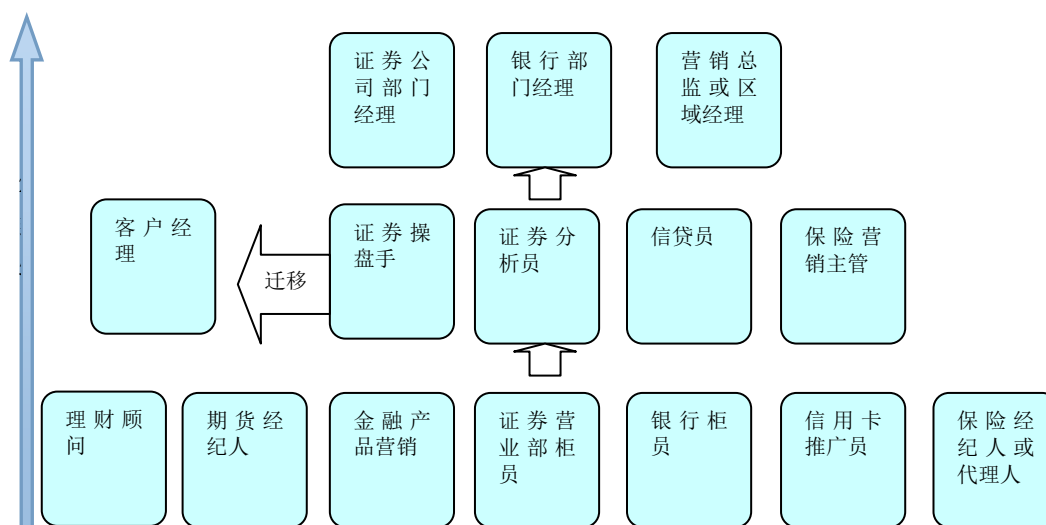 证券公
司部门
经理
银行部
门经理
营销总
监或区
域经理
客户经
理
迁移
证券操
盘手
证券分
析员
信贷员
保险营
销主管
理财顾
问
期货经
纪人
金融产
品营销
证券营
业部柜
员
银行柜
员
信用卡
推广员
保险经
纪人或
代理人